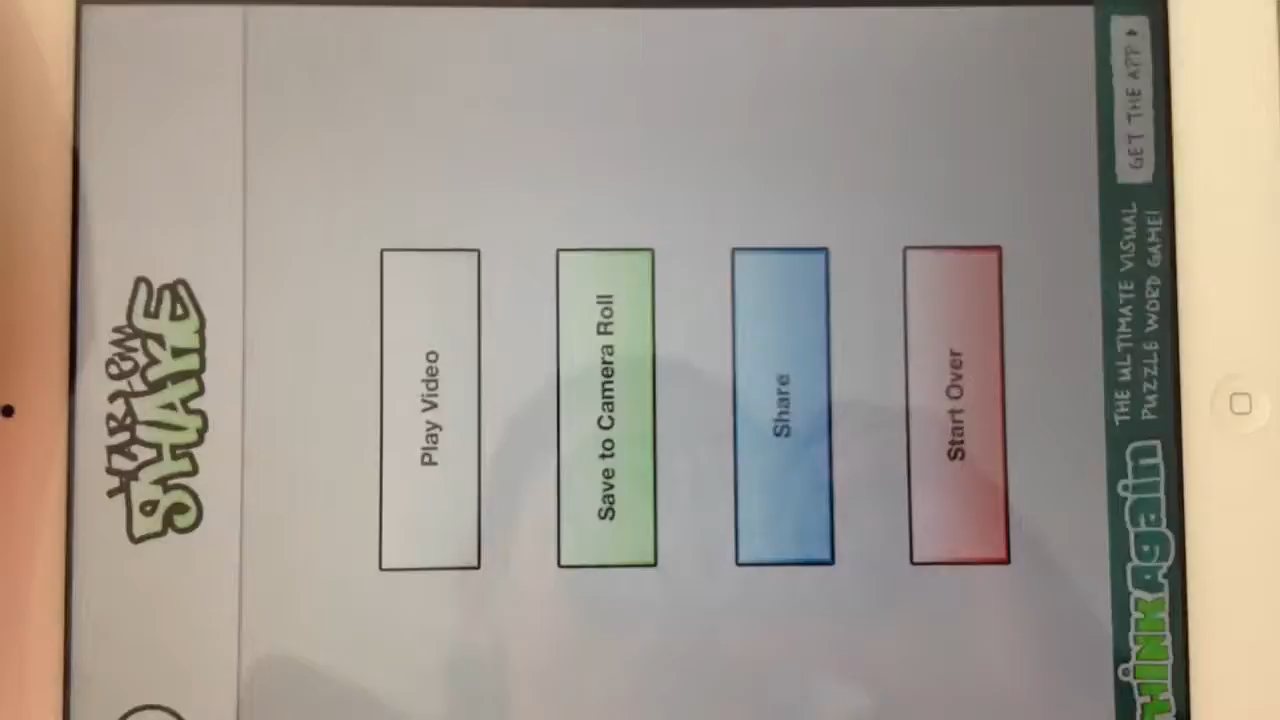 HARLEM
SHAKE
Play Video
Save to Camera Roll
Share
Start Over
THINKAgain
THE ULTIMATE VISUAL
PUZZLE WORD GAME!
GET THE APP